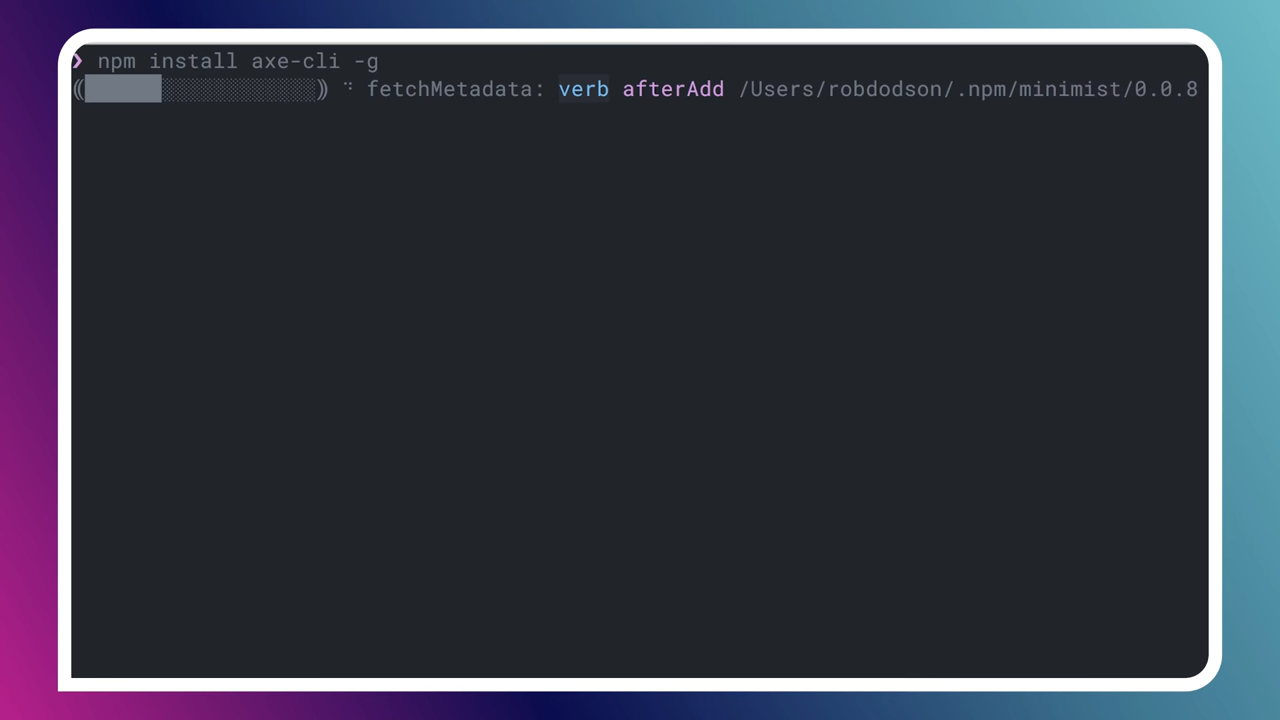 ❯ npm install axe-cli -g
fetchMetadata: verb afterAdd /Users/robdodson/.npm/minimist/0.0.8